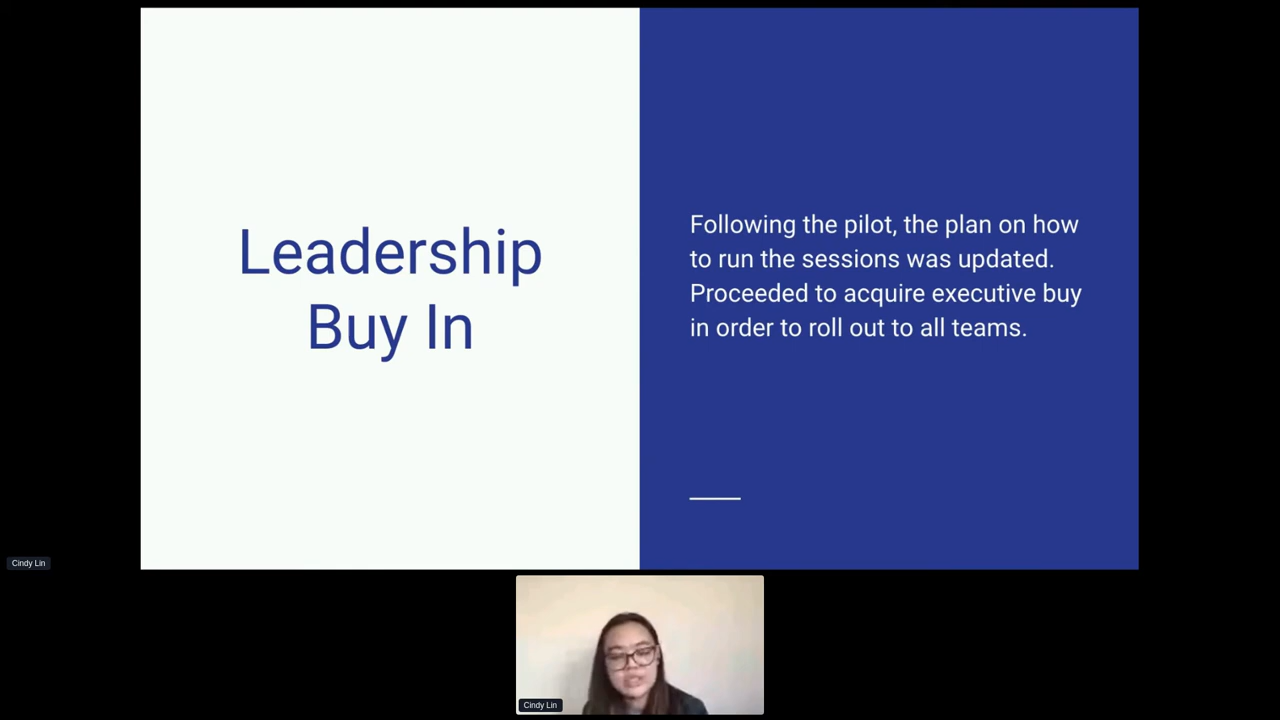 Leadership
Buy In
Following the pilot, the plan on how
to run the sessions was updated.
Proceeded to acquire executive buy
in order to roll out to all teams.
Cindy Lin
Cindy Lin